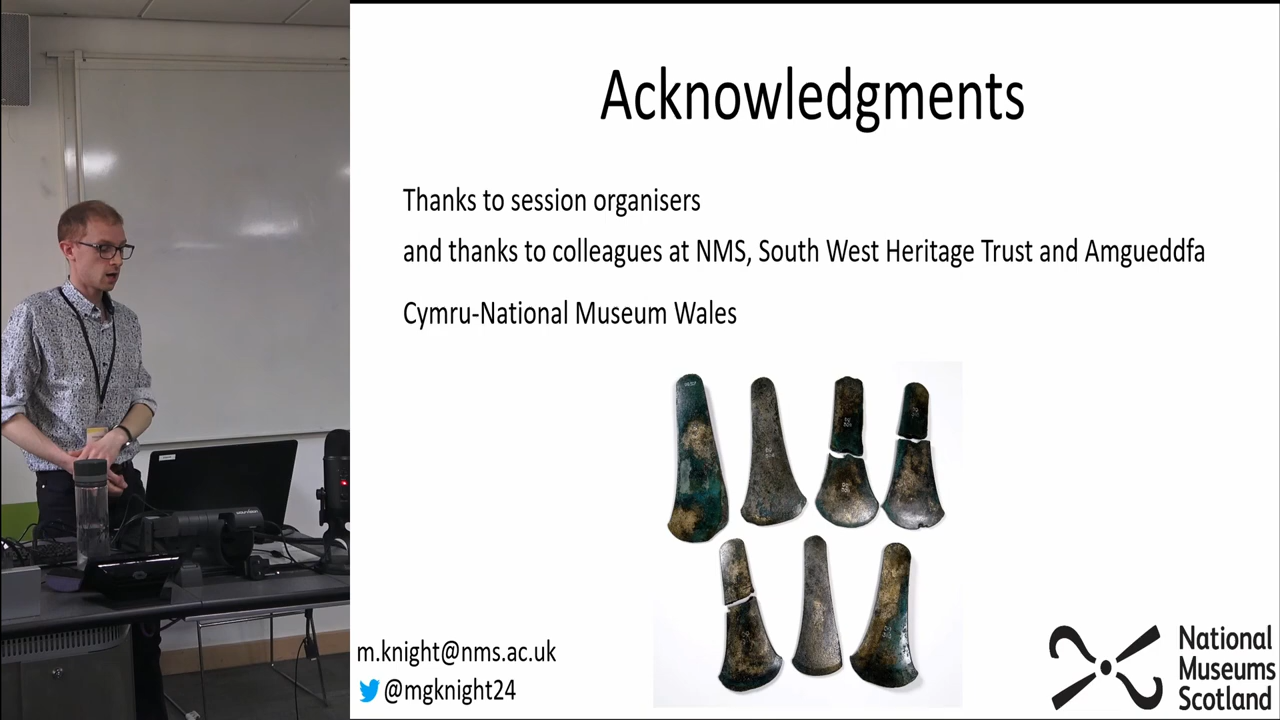 Acknowledgments
Thanks to session organisers
and thanks to colleagues at NMS, South West Heritage Trust and Amgueddfa
Cymru-National Museum Wales
m.knight@nms.ac.uk
@mgknight24
National
Museums
Scotland